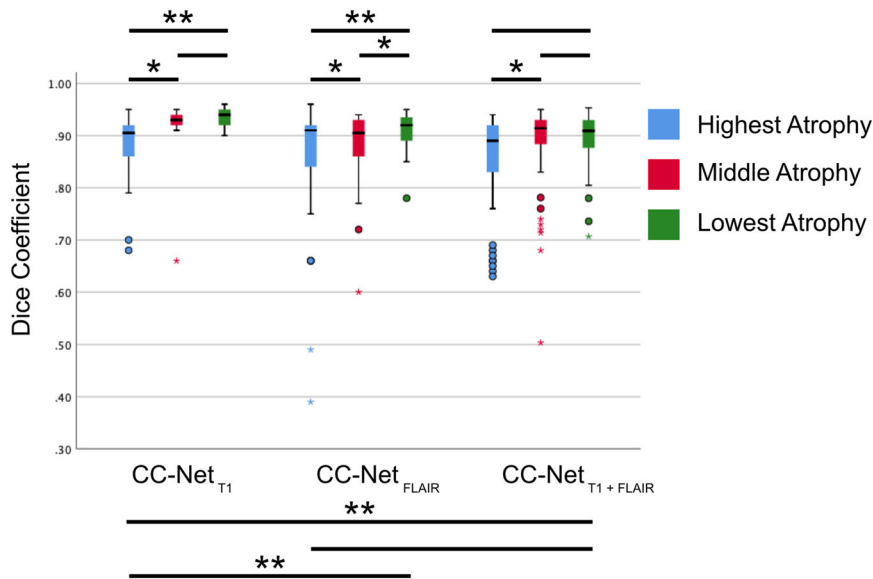 ** ** 
*
* * *
1.00
.90
.80
.70
.60
.50
.40
.30
Dice Coefficient
Highest Atrophy
Middle Atrophy
Lowest Atrophy
CC-Net T1
CC-Net FLAIR
CC-Net T1 + FLAIR
**
**